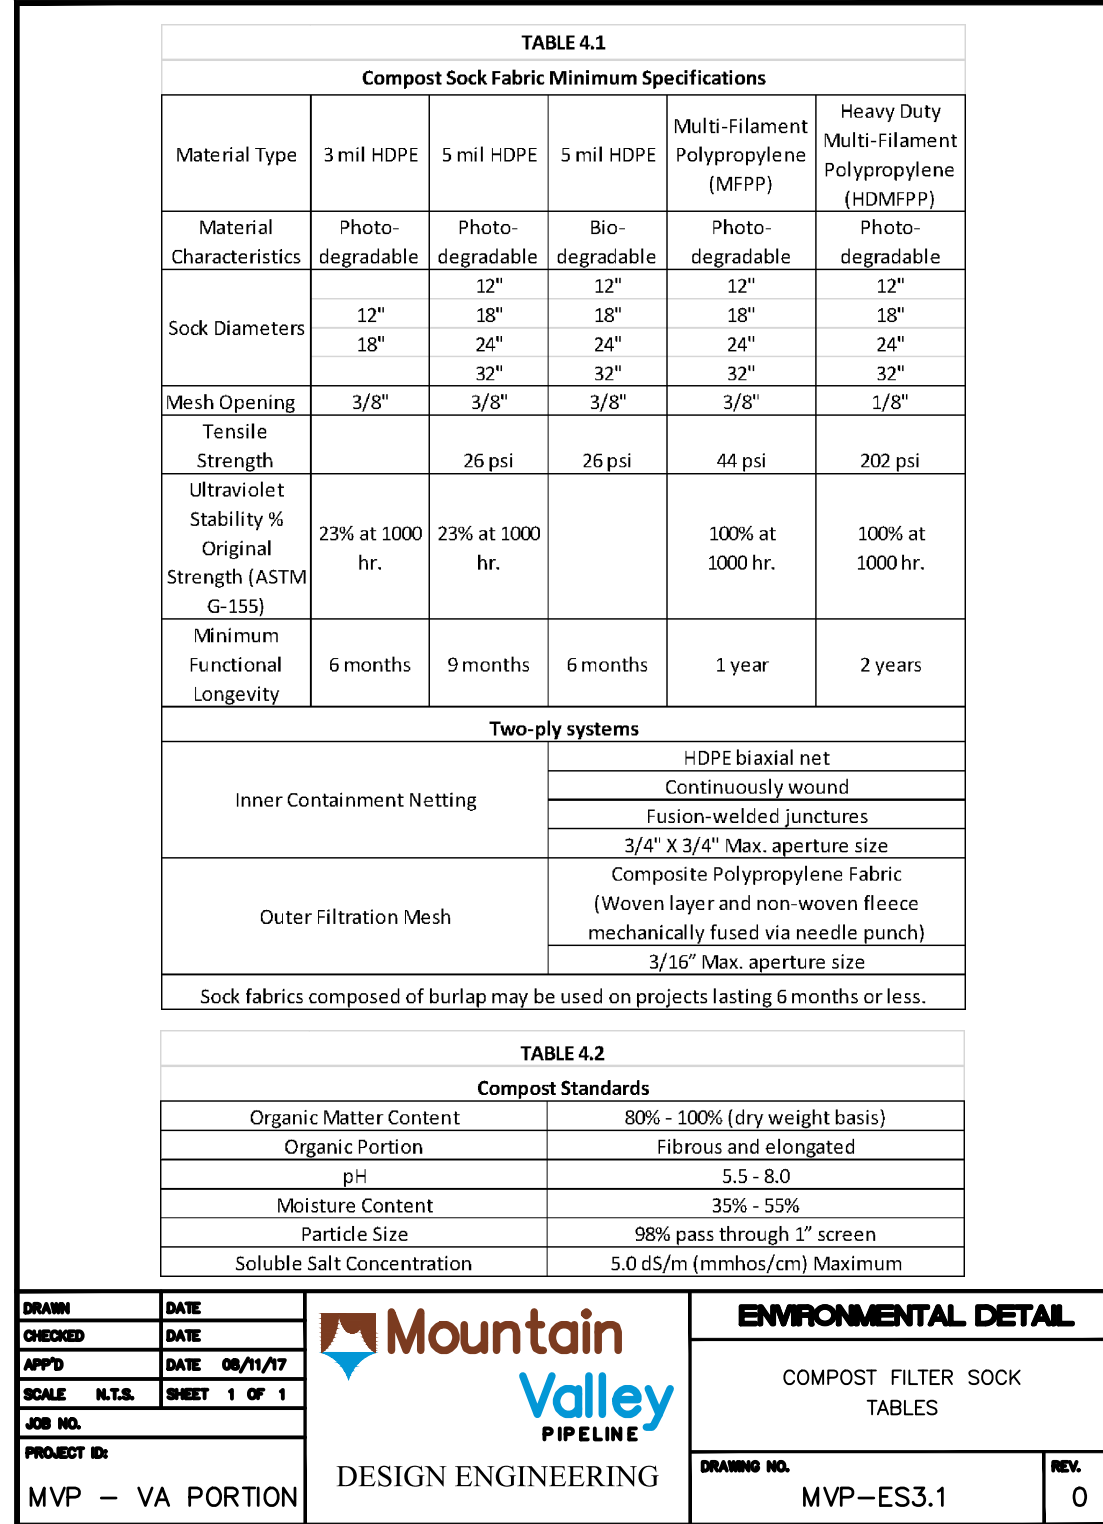 TABLE 4.1
Compost Sock Fabric Minimum Specifications
Material Type
3 mil HDPE
5 mil HDPE
5 mil HDPE
Multi-Filament
Polypropylene
(MFPP)
Heavy Duty
Multi-Filament
Polypropylene
(HDMFPP)
Material
Characteristics
Photo-
degradable
Photo-
degradable
Bio-
degradable
Photo-
degradable
Photo-
degradable
Sock Diameters
12"
18"
12"
18"
24"
32"
12"
18"
24"
32"
12"
18"
24"
32"
12"
18"
24"
32"
Mesh Opening
3/8"
3/8"
3/8"
3/8"
1/8"
Tensile
Strength
26 psi
26 psi
44 psi
202 psi
Ultraviolet
Stability %
Original
Strength (ASTM
G-155)
23% at 1000
hr.
23% at 1000
hr.
100% at
1000 hr.
100% at
1000 hr.
Minimum
Functional
Longevity
6 months
9 months
6 months
1 year
2 years
Two-ply systems
Inner Containment Netting
HDPE biaxial net
Continuously wound
Fusion-welded junctures
3/4" X 3/4" Max. aperture size
Outer Filtration Mesh
Composite Polypropylene Fabric
(Woven layer and non-woven fleece
mechanically fused via needle punch)
3/16” Max. aperture size
Sock fabrics composed of burlap may be used on projects lasting 6 months or less.
TABLE 4.2
Compost Standards
Organic Matter Content
80% - 100% (dry weight basis)
Organic Portion
Fibrous and elongated
pH
5.5 - 8.0
Moisture Content
35% - 55%
Particle Size
98% pass through 1” screen
Soluble Salt Concentration
5.0 dS/m (mmhos/cm) Maximum
DRAWN
DATE
CHECKED
DATE
APP'D
DATE 08/11/17
SCALE N.T.S.
SHEET 1 OF 1
JOB NO.
PROJECT ID:
MVP – VA PORTION
Mountain
Valley
PIPELINE
DESIGN ENGINEERING
ENVIRONMENTAL DETAIL
COMPOST FILTER SOCK
TABLES
DRAWING NO.
MVP–ES3.1
REV.
0